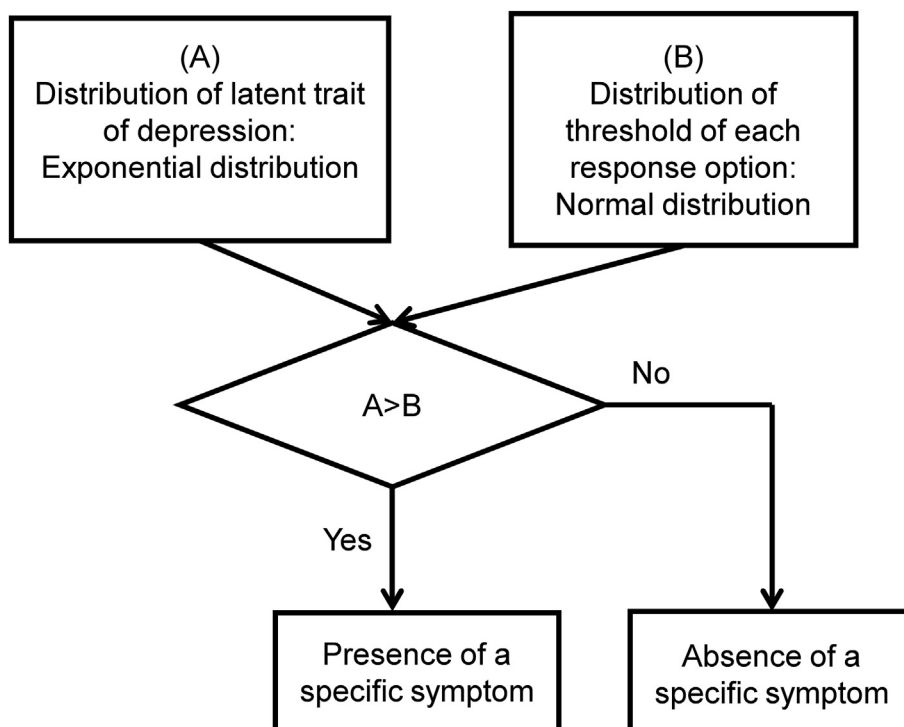 (A)
Distribution of latent trait
of depression:
Exponential distribution
(B)
Distribution of
threshold of each
response option:
Normal distribution
A>B
No
Yes
Presence of a
specific symptom
Absence of a
specific symptom